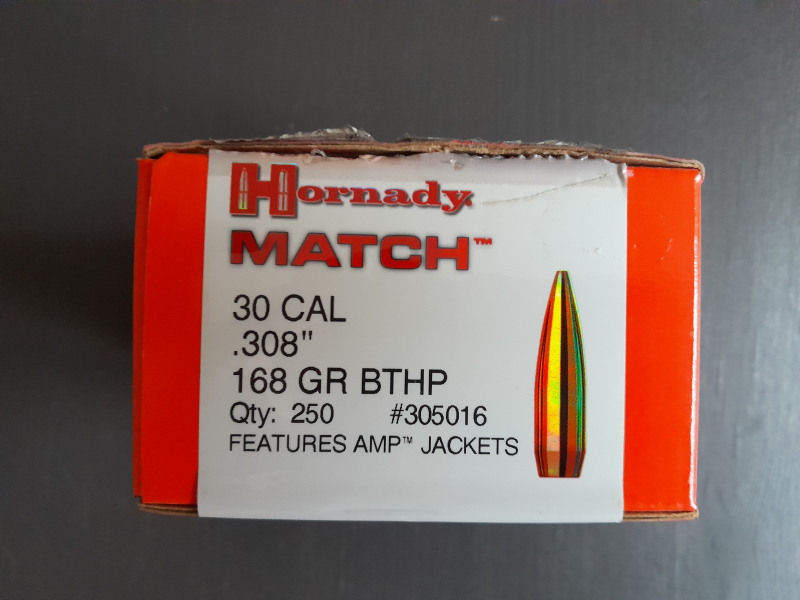 Hornady
MATCH™
30 CAL
.308"
168 GR BTHP
Qty: 250 #305016
FEATURES AMP™ JACKETS